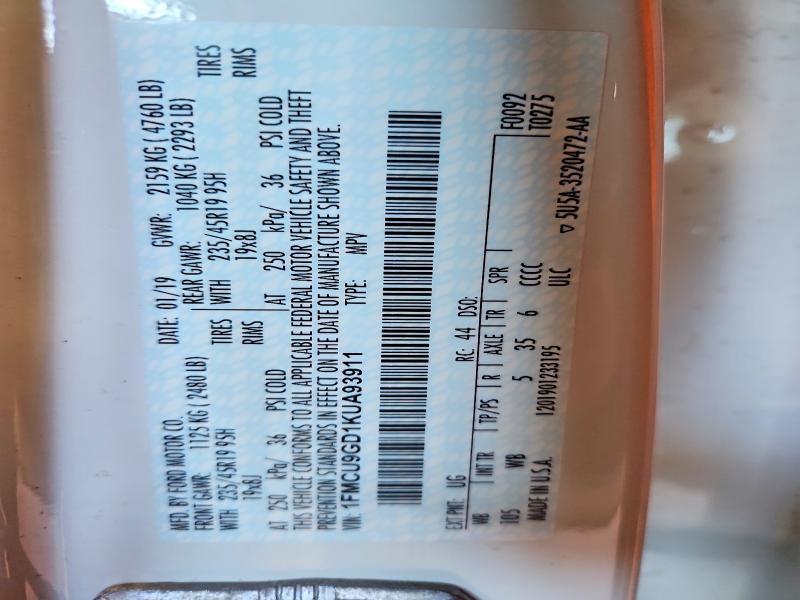 MFD. BY FORD MOTOR CO. DATE: 01/19 GVWR: 2159 KG ( 4760 LB)
FRONT GAWR: 1125 KG ( 2480 LB) REAR GAWR: 1040 KG ( 2293 LB)
WITH 235/45R19 95H TIRES WITH 235/45R19 95H TIRES
19x8J RIMS 19x8J RIMS
AT 250 kPa/ 36 PSI COLD AT 250 kPa/ 36 PSI COLD
THIS VEHICLE CONFORMS TO ALL APPLICABLE FEDERAL MOTOR VEHICLE SAFETY AND THEFT
PREVENTION STANDARDS IN EFFECT ON THE DATE OF MANUFACTURE SHOWN ABOVE.
VIN: 1FMCU9GD1KUA93911 TYPE: MPV
F0092
EXT PNT: UG RC: 44 DSO: T0275
WB INT TR TP/PS R AXLE TR SPR
105 WB 5 35 6 CCCC
MADE IN U.S.A. 1201901233195 ULC ▽ 5U5A-3520472-AA